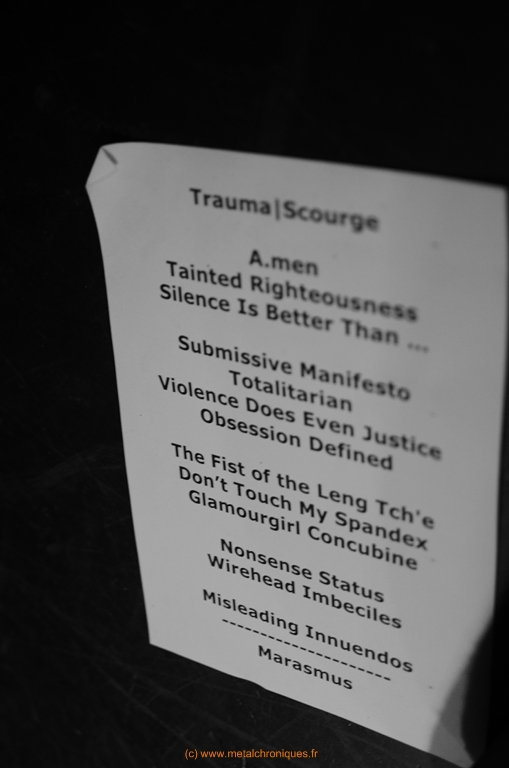 Trauma|Scourge
A.men
Tainted Righteousness
Silence Is Better Than ...
Submissive Manifesto
Totalitarian
Violence Does Even Justice
Obsession Defined
The Fist of the Leng Tch'e
Don't Touch My Spandex
Glamourgirl Concubine
Nonsense Status
Wirehead Imbeciles
Misleading Innuendos
---------------------
Marasmus
(c) www.metalchroniques.fr